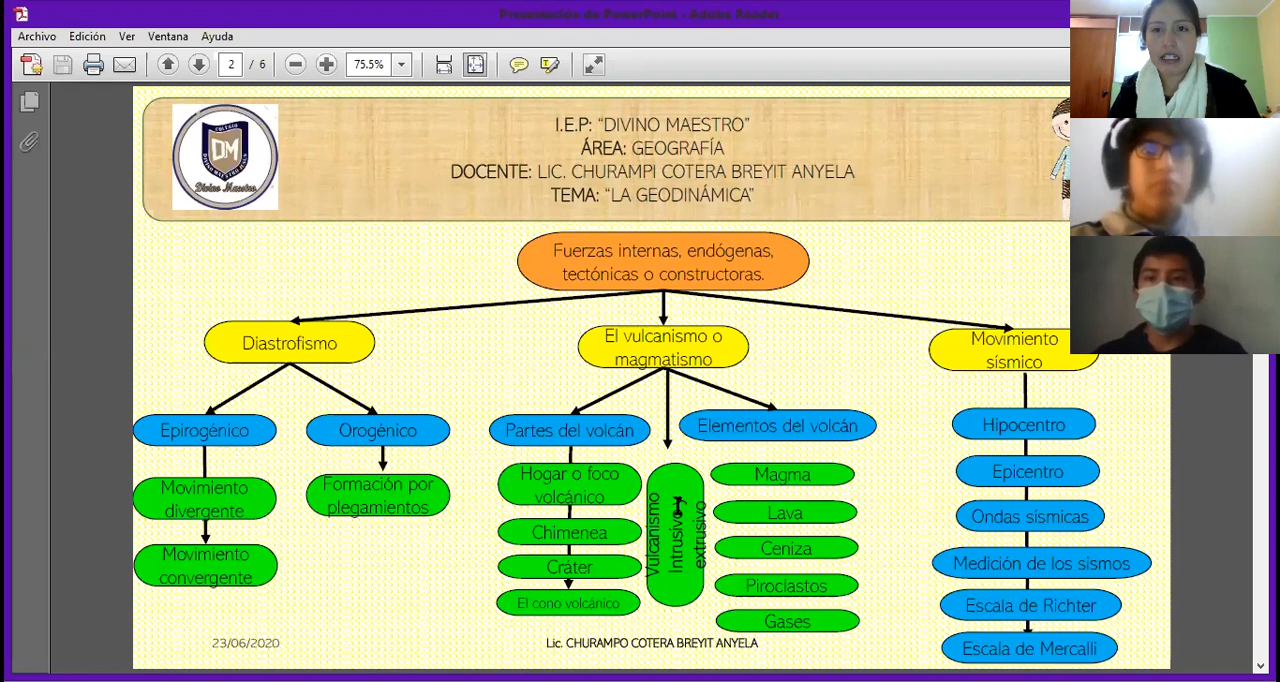 Presentación de PowerPoint - Adobe Reader
Archivo Edición Ver Ventana Ayuda
2 / 6 75.5%
COLEGIO
DM
Divino Maestro
I.E.P: “DIVINO MAESTRO”
ÁREA: GEOGRAFÍA
DOCENTE: LIC. CHURAMPI COTERA BREYIT ANYELA
TEMA: “LA GEODINÁMICA”
Fuerzas internas, endógenas,
tectónicas o constructoras.
Diastrofismo
El vulcanismo o
magmatismo
Movimiento
sísmico
Epirogénico
Movimiento
divergente
Movimiento
convergente
Orogénico
Formación por
plegamientos
Partes del volcán
Hogar o foco
volcánico
Chimenea
Cráter
El cono volcánico
Vulcanismo
Intrusivo y
extrusivo
Elementos del volcán
Magma
Lava
Ceniza
Piroclastos
Gases
Hipocentro
Epicentro
Ondas sísmicas
Medición de los sísmos
Escala de Richter
Escala de Mercalli
23/06/2020
Lic. CHURAMPO COTERA BREYIT ANYELA